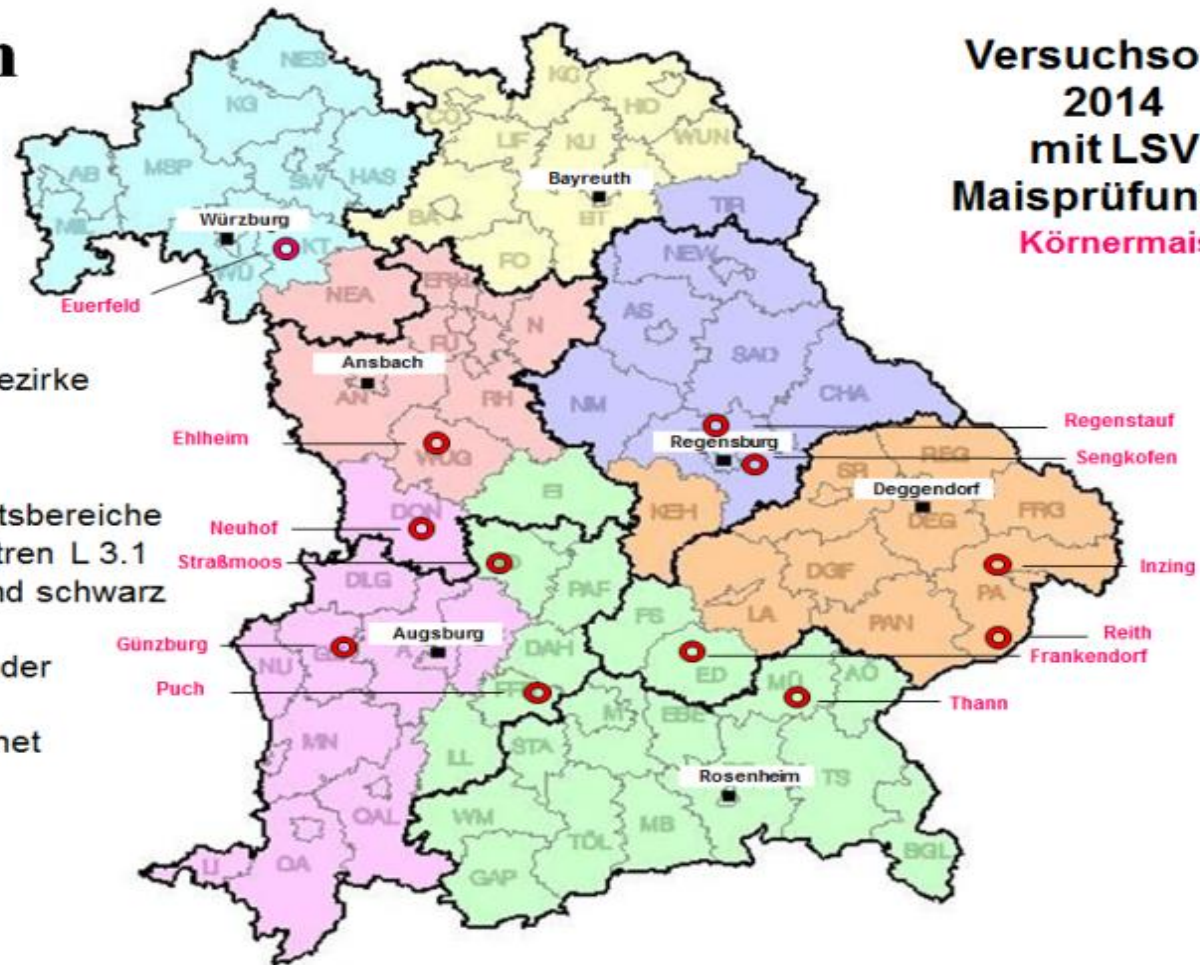 n
Versuchso
2014
mit LSV
Maisprüfun
Körnermais
ezirke
tsbereiche
tren L 3.1
nd schwarz
der
net
NES
KG
AB
MSP
SW
HAS
MIL
Würzburg
KT
WÜ
Euerfeld
KC
CO
HO
LIF
KU
WUN
Bayreuth
BA
BT
FO
TIR
NEW
AS
SAD
CHA
NM
Regensburg
Regenstauf
Sengkofen
NEA
ERH
N
FÜ
Ansbach
AN
RH
Ehlheim
WUG
EI
KEH
REG
SR
Deggendorf
DEG
FRG
DON
Neuhof
Straßmoos
DGF
PA
Inzing
DLG
PAF
FS
LA
PAN
Reith
Günzburg
Augsburg
A
NU
DAH
Frankendorf
ED
MÜ
AÖ
Puch
Thann
MN
LL
STA
M
EBE
Rosenheim
TS
OAL
WM
TÖL
MB
LI
OA
GAP
BGL